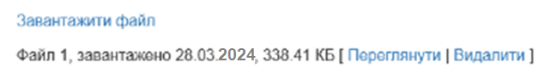 Завантажити файл
Файл 1, завантажено 28.03.2024, 338.41 КБ [ Переглянути | Видалити ]